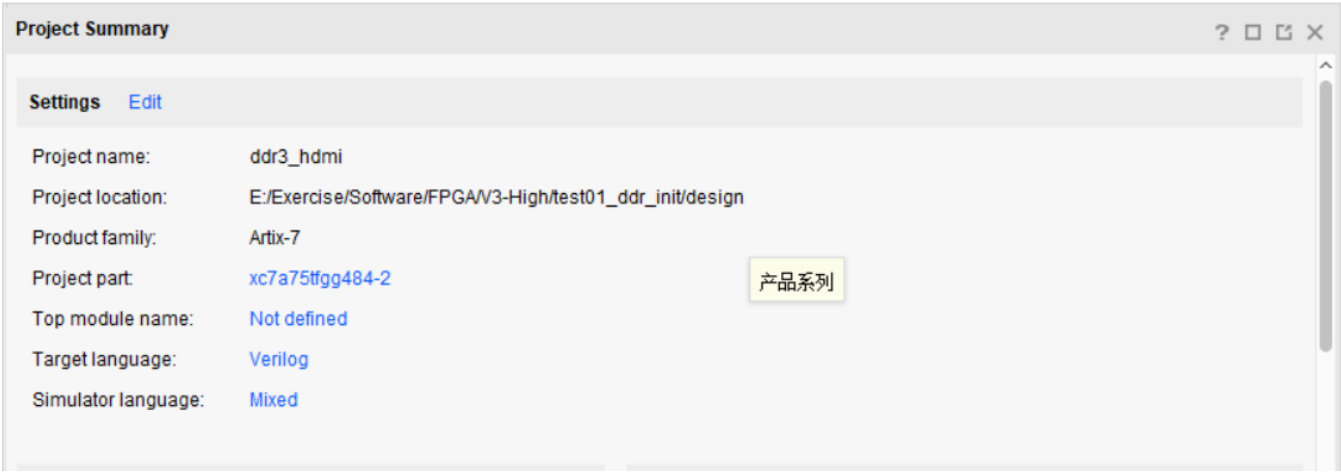 Project Summary
Settings Edit
Project name: ddr3_hdmi
Project location: E:/Exercise/Software/FPGA/V3-High/test01_ddr_init/design
Product family: Artix-7
Project part: xc7a75tfgg484-2
产品系列
Top module name: Not defined
Target language: Verilog
Simulator language: Mixed